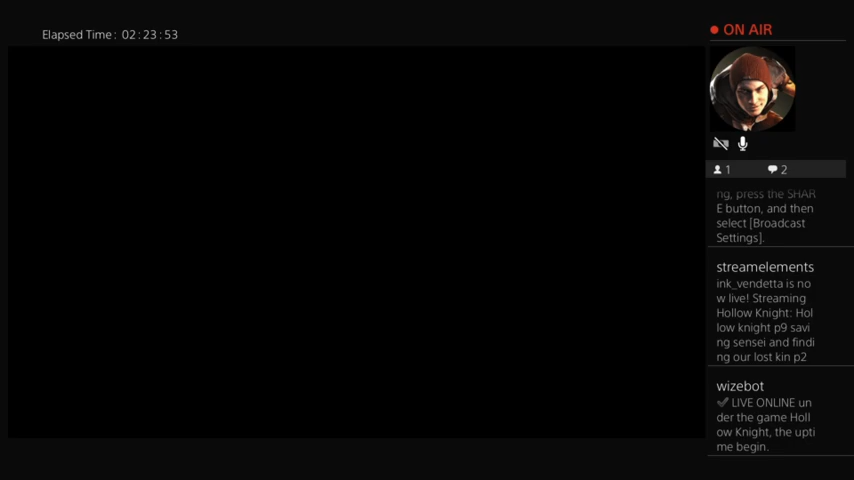 Elapsed Time: 02:23:53
ON AIR
1 2
ng, press the SHAR
E button, and then
select [Broadcast
Settings].
streamelements
ink_vendetta is no
w live! Streaming
Hollow Knight: Hol
low knight p9 savi
ng sensei and findi
ng our lost kin p2
wizebot
✓ LIVE ONLINE un
der the game Holl
ow Knight, the upti
me begin.